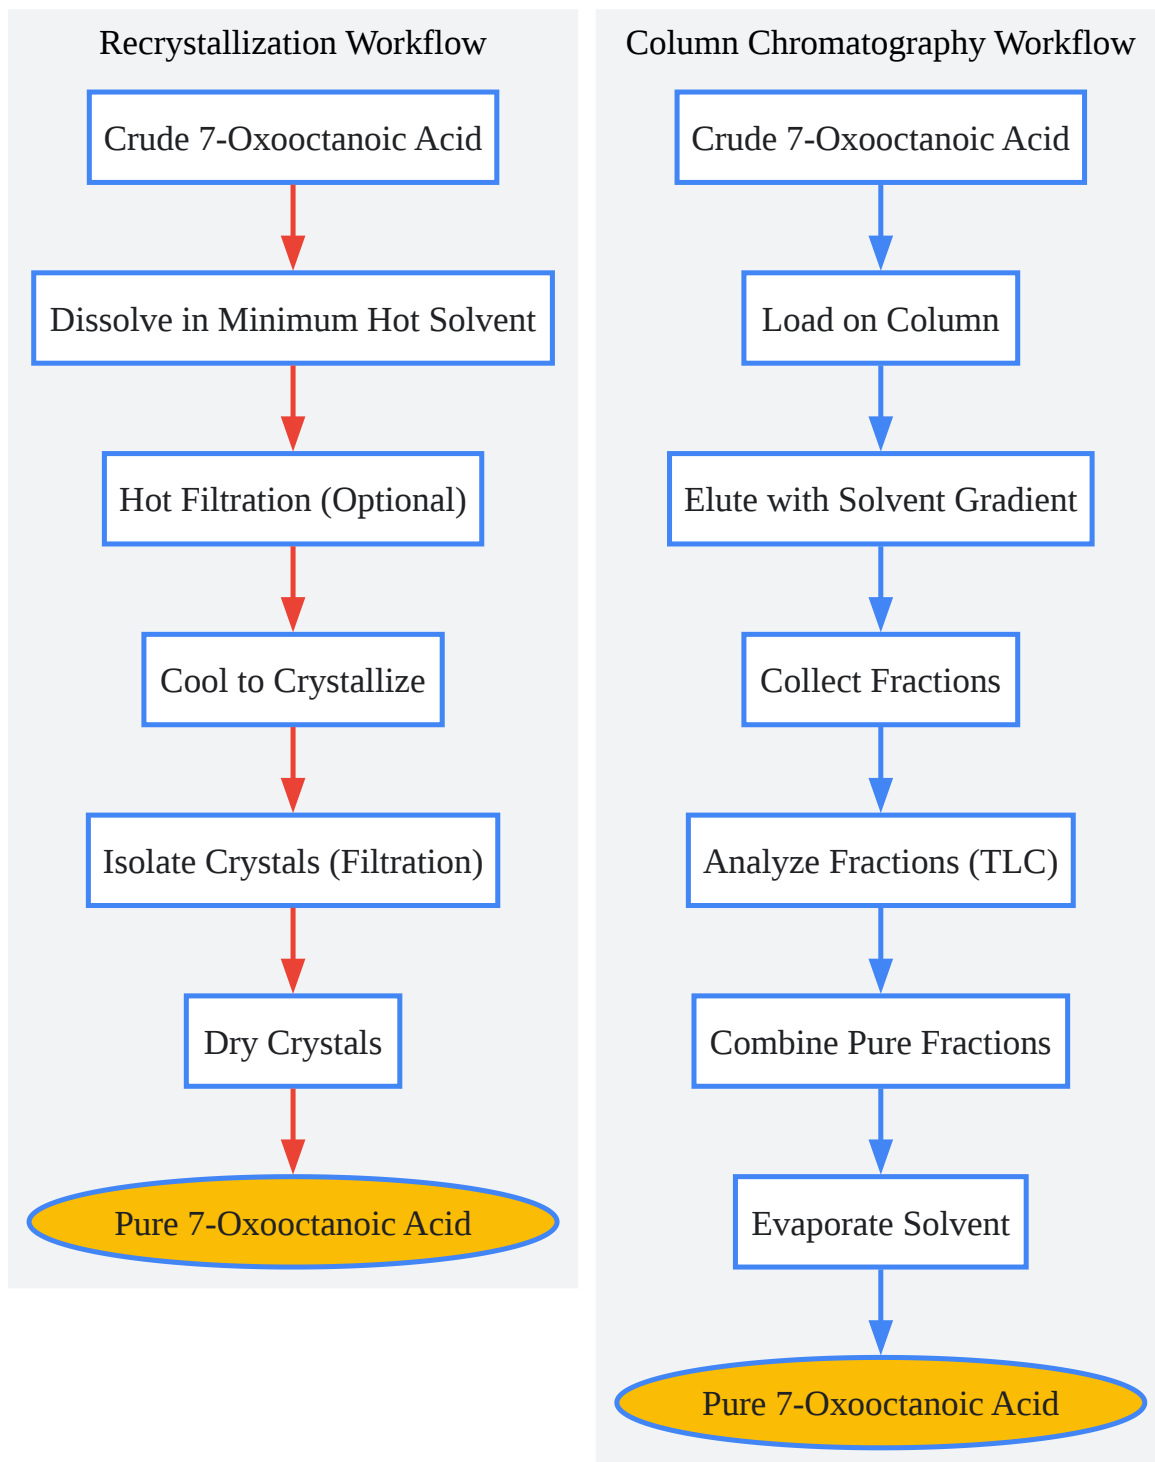 Recrystallization Workflow
Crude 7-Oxooctanoic Acid
Dissolve in Minimum Hot Solvent
Hot Filtration (Optional)
Cool to Crystallize
Isolate Crystals (Filtration)
Dry Crystals
Pure 7-Oxooctanoic Acid
Column Chromatography Workflow
Crude 7-Oxooctanoic Acid
Load on Column
Elute with Solvent Gradient
Collect Fractions
Analyze Fractions (TLC)
Combine Pure Fractions
Evaporate Solvent
Pure 7-Oxooctanoic Acid